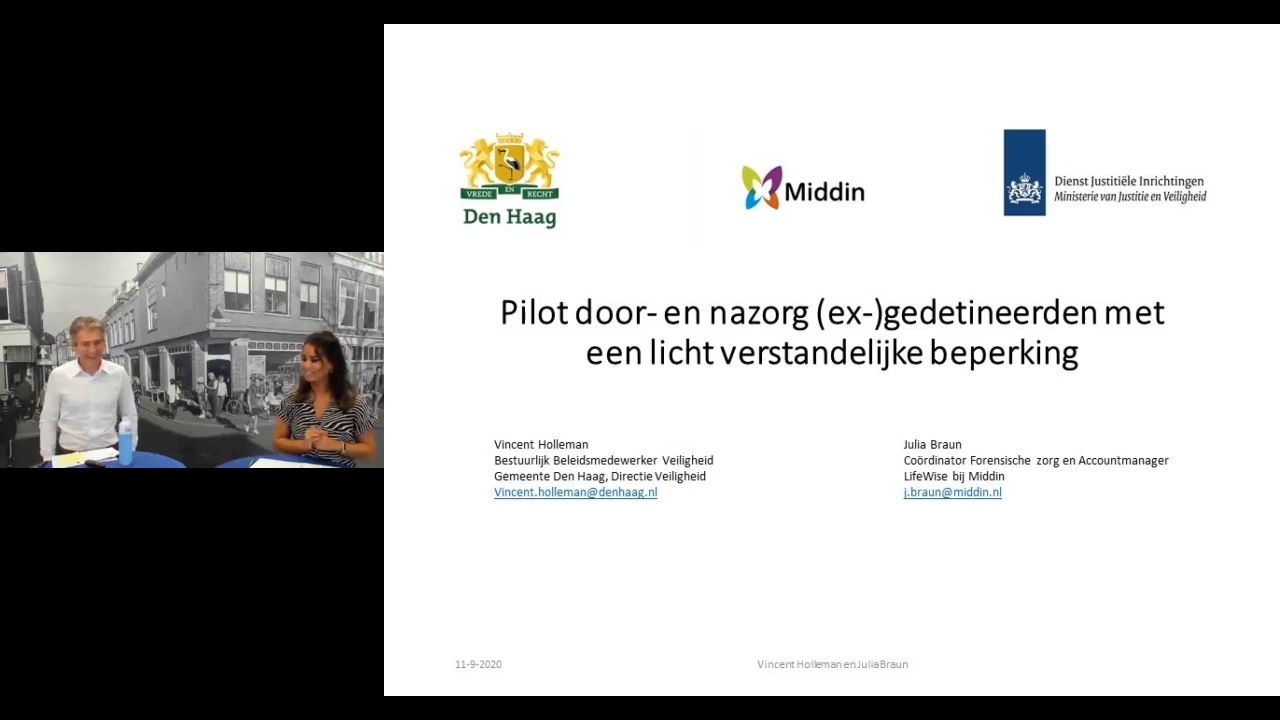 VREDE EN RECHT
Den Haag
Middin
Dienst Justitiële Inrichtingen
Ministerie van Justitie en Veiligheid
Pilot door- en nazorg (ex-)gedetineerden met
een licht verstandelijke beperking
Vincent Holleman
Bestuurlijk Beleidsmedewerker Veiligheid
Gemeente Den Haag, Directie Veiligheid
Vincent.holleman@denhaag.nl
Julia Braun
Coördinator Forensische zorg en Accountmanager
LifeWise bij Middin
j.braun@middin.nl
11-9-2020
Vincent Holleman en Julia Braun